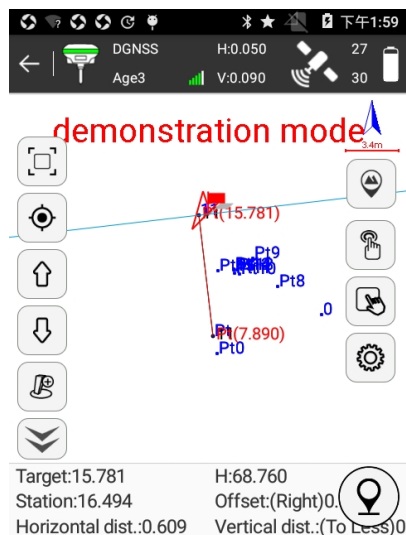 下午1:59
DGNSS H:0.050 27
Age3 V:0.090 30
demonstration mode
3.4m
(15.781)
Pt9
Pt8
0
(7.890)
Pt0
Target:15.781 H:68.760
Station:16.494 Offset:(Right)0.
Horizontal dist.:0.609 Vertical dist.:(To Less)0